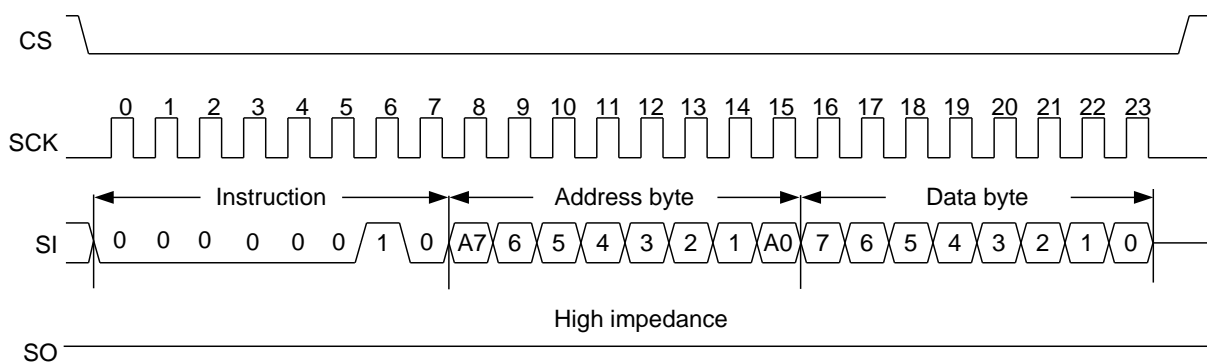 CS
0 1 2 3 4 5 6 7 8 9 10 11 12 13 14 15 16 17 18 19 20 21 22 23
SCK
Instruction Address byte Data byte
SI 0 0 0 0 0 0 1 0 A7 6 5 4 3 2 1 A0 7 6 5 4 3 2 1 0
High impedance
SO